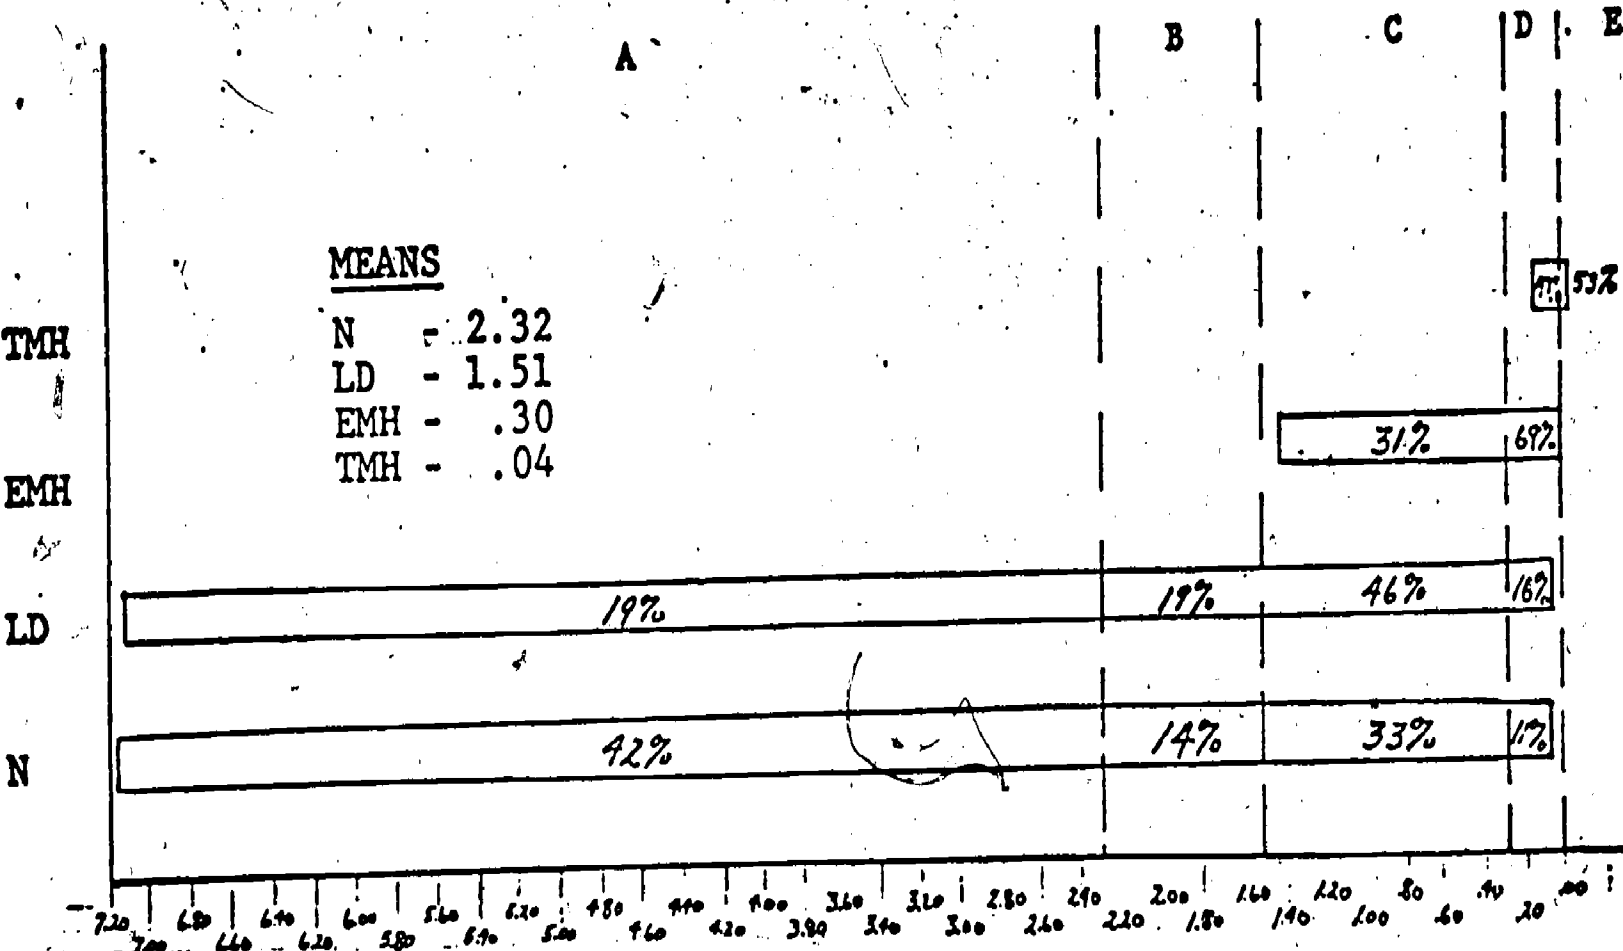 A B C D E
MEANS
N - 2.32
LD - 1.51
EMH - .30
TMH - .04
TMH 53%
EMH 31% 69%
LD 19% 19% 46% 16%
N 42% 14% 33% 11%
7.20 6.80 6.40 6.00 5.60 5.20 4.80 4.40 4.00 3.60 3.20 2.80 2.40 2.00 1.60 1.20 .80 .40 .00
7.00 6.60 6.20 5.80 5.40 5.00 4.60 4.20 3.80 3.40 3.00 2.60 2.20 1.80 1.40 1.00 .60 .20